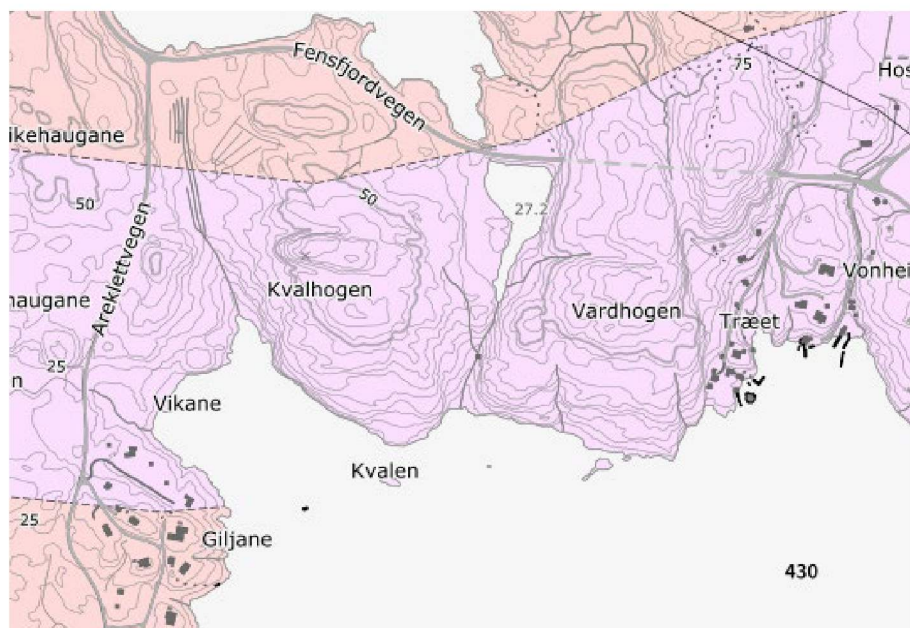 Fensfjordvegen
75
Hos
ikehaugane
50
50
27.2
Areklettvegen
Kvalhogen
Vardhogen
Vonhei
haugane
Træet
25
n
Vikane
Kvalen
25
Giljane
430